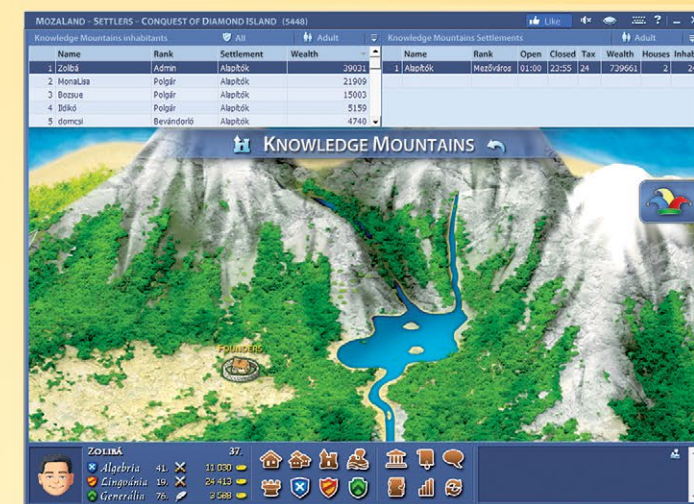 MOZALAND - SETTLERS - CONQUEST OF DIAMOND ISLAND (5448)
Like
?
Knowledge Mountains inhabitants
All
Adult
Knowledge Mountains Settlements
Adult
Name Rank Settlement Wealth
Name Rank Open Closed Tax Wealth Houses Inhab
1 Zolibá Admin Alapítók 39031
1 Alapítók Mezőváros 01:00 23:55 24 739661 2
2 MonaLisa Polgár Alapítók 21909
3 Bozsue Polgár Alapítók 15003
4 Ildikó Polgár Alapítók 5159
5 domcsi Bevándorló Alapítók 4740
KNOWLEDGE MOUNTAINS
FOUNDERS
ZOLIBÁ 37.
Algebria 41. 11 030
Lingvánia 19. 24 413
Generália 76. 3 588